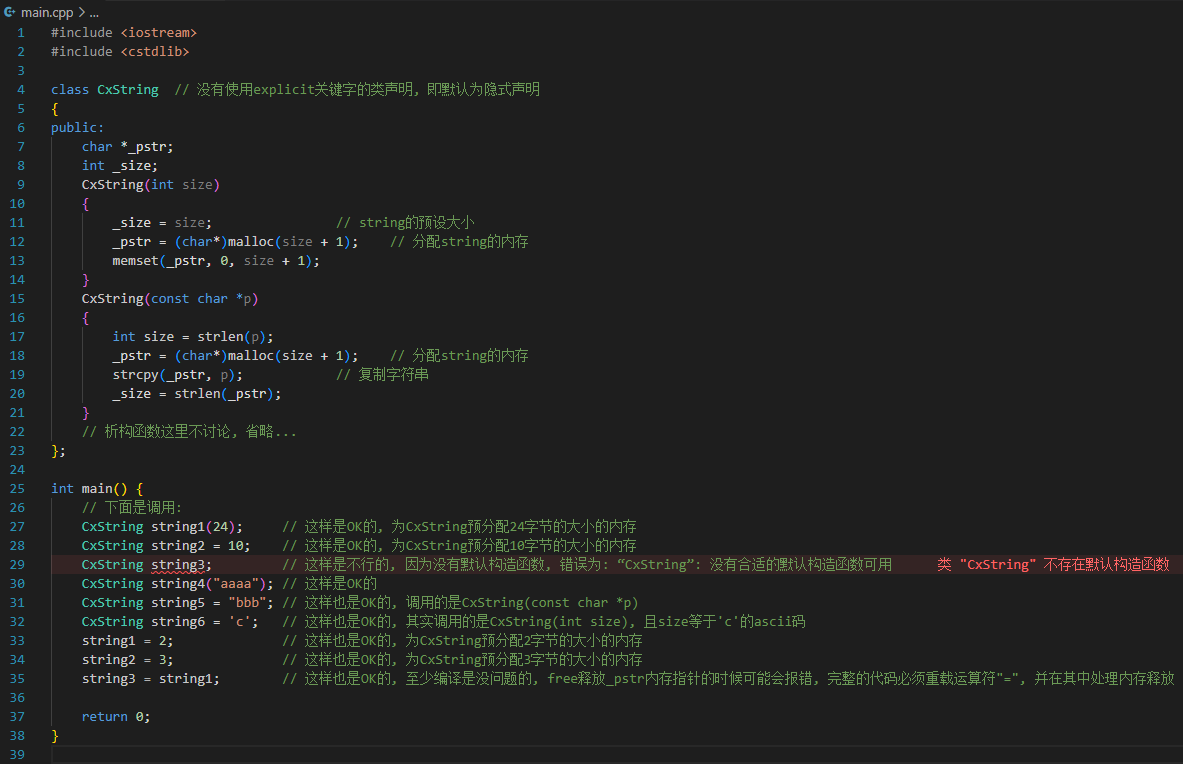 main.cpp > ...
1 #include <iostream>
2 #include <cstdlib>
3
4 class CxString  // 没有使用explicit关键字的类声明, 即默认为隐式声明
5 {
6 public:
7     char *_pstr;
8     int _size;
9     CxString(int size)
10     {
11         _size = size;                // string的预设大小
12         _pstr = (char*)malloc(size + 1);    // 分配string的内存
13         memset(_pstr, 0, size + 1);
14     }
15     CxString(const char *p)
16     {
17         int size = strlen(p);
18         _pstr = (char*)malloc(size + 1);    // 分配string的内存
19         strcpy(_pstr, p);            // 复制字符串
20         _size = strlen(_pstr);
21     }
22     // 析构函数这里不讨论, 省略...
23 };
24
25 int main() {
26     // 下面是调用:
27     CxString string1(24);     // 这样是OK的, 为CxString预分配24字节的大小的内存
28     CxString string2 = 10;    // 这样是OK的, 为CxString预分配10字节的大小的内存
29     CxString string3;         // 这样是不行的, 因为没有默认构造函数, 错误为: “CxString”: 没有合适的默认构造函数可用      类 "CxString" 不存在默认构造函数
30     CxString string4("aaaa"); // 这样是OK的
31     CxString string5 = "bbb"; // 这样也是OK的, 调用的是CxString(const char *p)
32     CxString string6 = 'c';   // 这样也是OK的, 其实调用的是CxString(int size), 且size等于'c'的ascii码
33     string1 = 2;              // 这样也是OK的, 为CxString预分配2字节的大小的内存
34     string2 = 3;              // 这样也是OK的, 为CxString预分配3字节的大小的内存
35     string3 = string1;        // 这样也是OK的, 至少编译是没问题的, free释放_pstr内存指针的时候可能会报错, 完整的代码必须重载运算符"=", 并在其中处理内存释放
36
37     return 0;
38 }
39